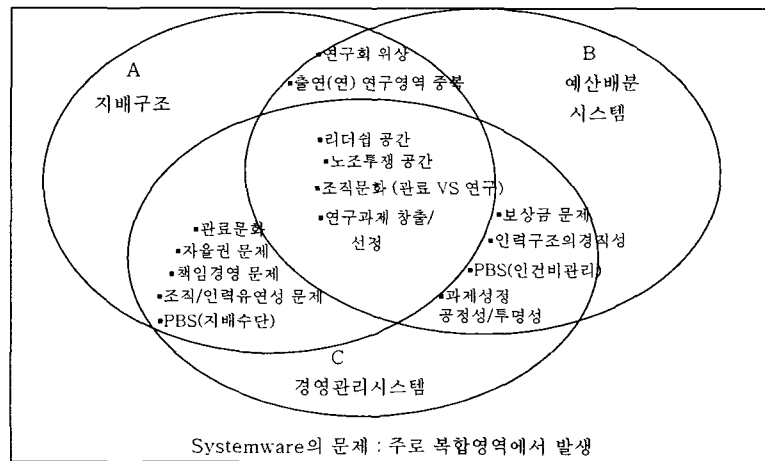 A
지배구조
B
예산배분
시스템
▪연구회 위상
▪출연(연) 연구영역 중복
▪리더쉽 공간
▪노조투쟁 공간
▪조직문화 (관료 VS 연구)
▪연구과제 창출/
선정
▪관료문화
▪자율권 문제
▪책임경영 문제
▪조직/인력유연성 문제
▪PBS(지배수단)
▪보상금 문제
▪인력구조의경직성
▪PBS(인건비관리)
▪과제성정
공정성/투명성
C
경영관리시스템
Systemware의 문제 : 주로 복합영역에서 발생